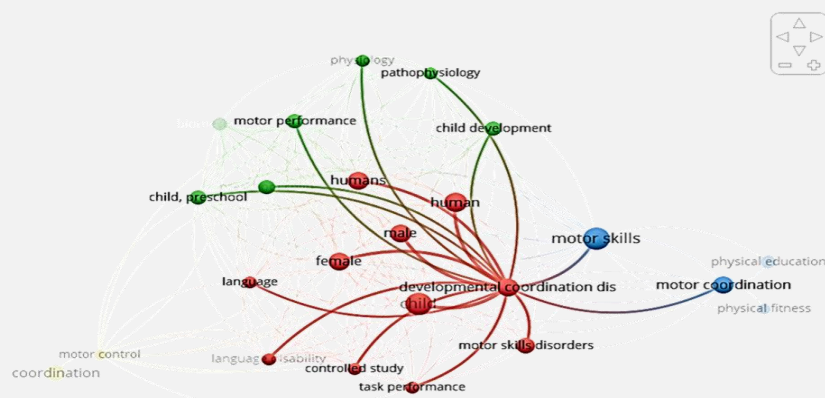 physiology
pathophysiology
motor performance
child development
humans
child, preschool
human
male
motor skills
female
physical education
language
developmental coordination dis
motor coordination
child
physical fitness
motor skills disorders
motor control
controlled study
coordination
task performance